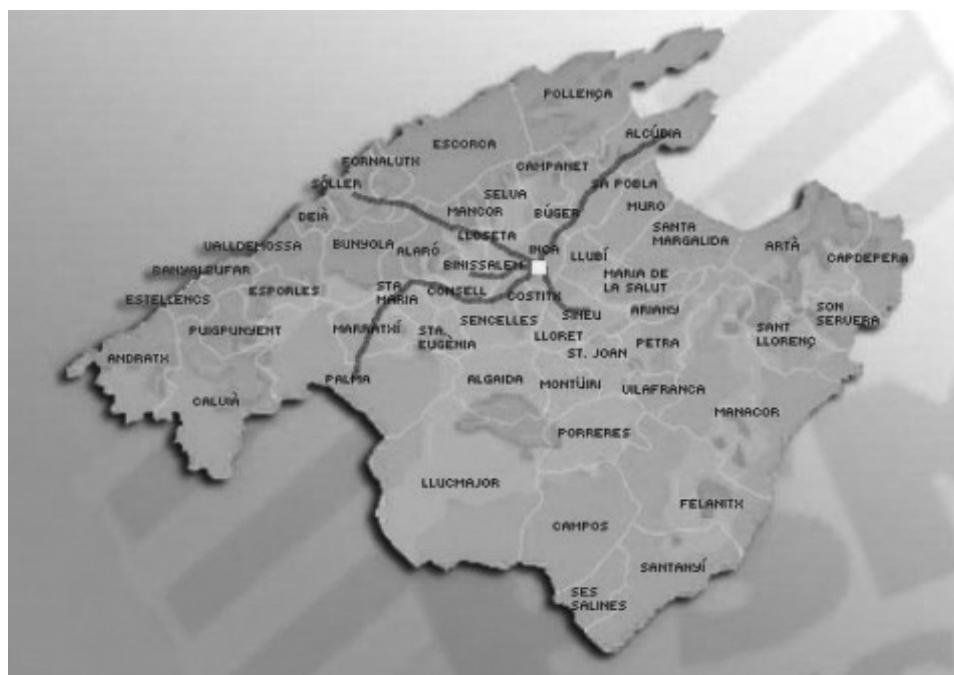 POLLENÇA
ALCÚDIA
ESCORCA
FORNALUTX
CAMPANET
SÓLLER
SA POBLA
SELVA
MANCOR
BÚGER
MURO
DEIÀ
SANTA
MARGALIDA
LLOSETA
VALLDEMOSSA
BUNYOLA
ALARÓ
INCA
LLUBÍ
ARTÀ
CAPDEPERA
BANYALBUFAR
BINISSALEM
MARIA DE
LA SALUT
ESTELLENCS
ESPORLES
STA
MARIA
CONSELL
COSTITX
ARIANY
SON
SERVERA
PUIGPUNYENT
MARRATXÍ
STA.
EUGÈNIA
SENCELLES
SINEU
LLORET
SANT
LLORENÇ
ANDRATX
ST. JOAN
PETRA
PALMA
ALGAIDA
MONTÜIRI
VILAFRANCA
CALVIÀ
MANACOR
PORRERES
LLUCMAJOR
FELANITX
CAMPOS
SANTANYÍ
SES
SALINES